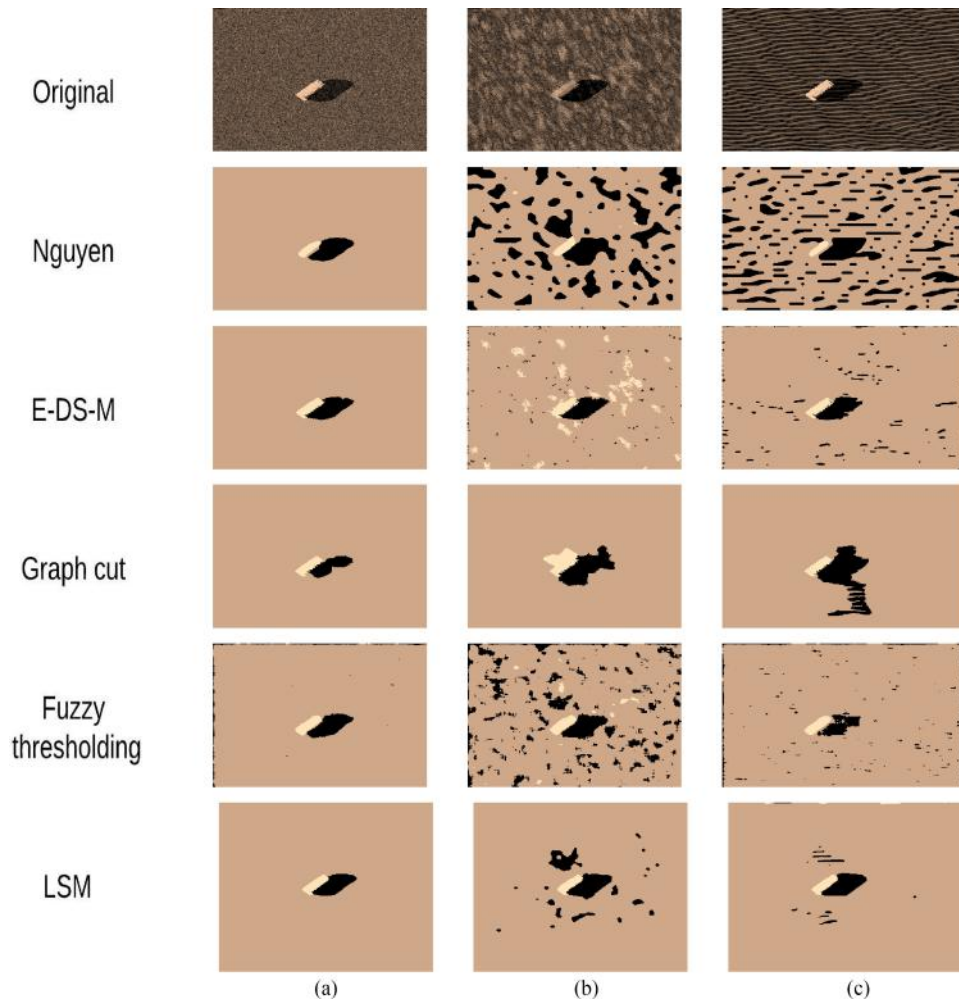 Original
Nguyen
E-DS-M
Graph cut
Fuzzy
thresholding
LSM
(a)
(b)
(c)